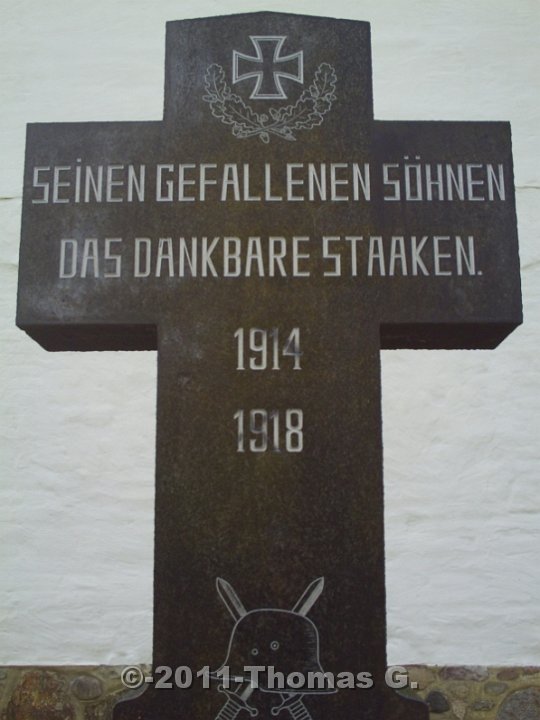 SEINEN GEFALLENEN SÖHNEN
DAS DANKBARE STAAKEN.
1914
1918
©-2011-Thomas G.